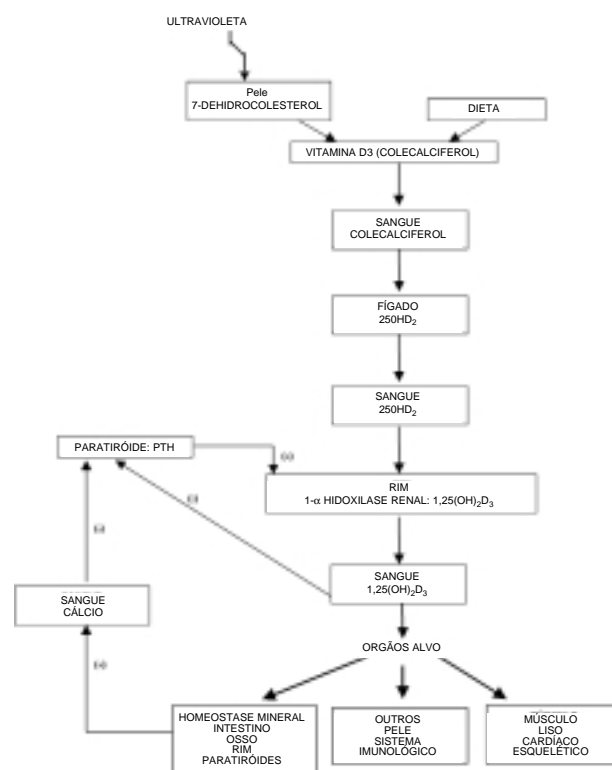 ULTRAVIOLETA
Pele
7-DEHIDROCOLESTEROL
DIETA
VITAMINA D3 (COLECALCIFEROL)
SANGUE
COLECALCIFEROL
FÍGADO
250HD₂
SANGUE
250HD₂
PARATIRÓIDE: PTH
RIM
1-α HIDOXILASE RENAL: 1,25(OH)₂D₃
SANGUE
1,25(OH)₂D₃
SANGUE
CÁLCIO
ORGÃOS ALVO
HOMEOSTASE MINERAL
INTESTINO
OSSO
RIM
PARATIRÓIDES
OUTROS
PELE
SISTEMA
IMUNOLÓGICO
MÚSCULO
LISO
CARDÍACO
ESQUELÉTICO